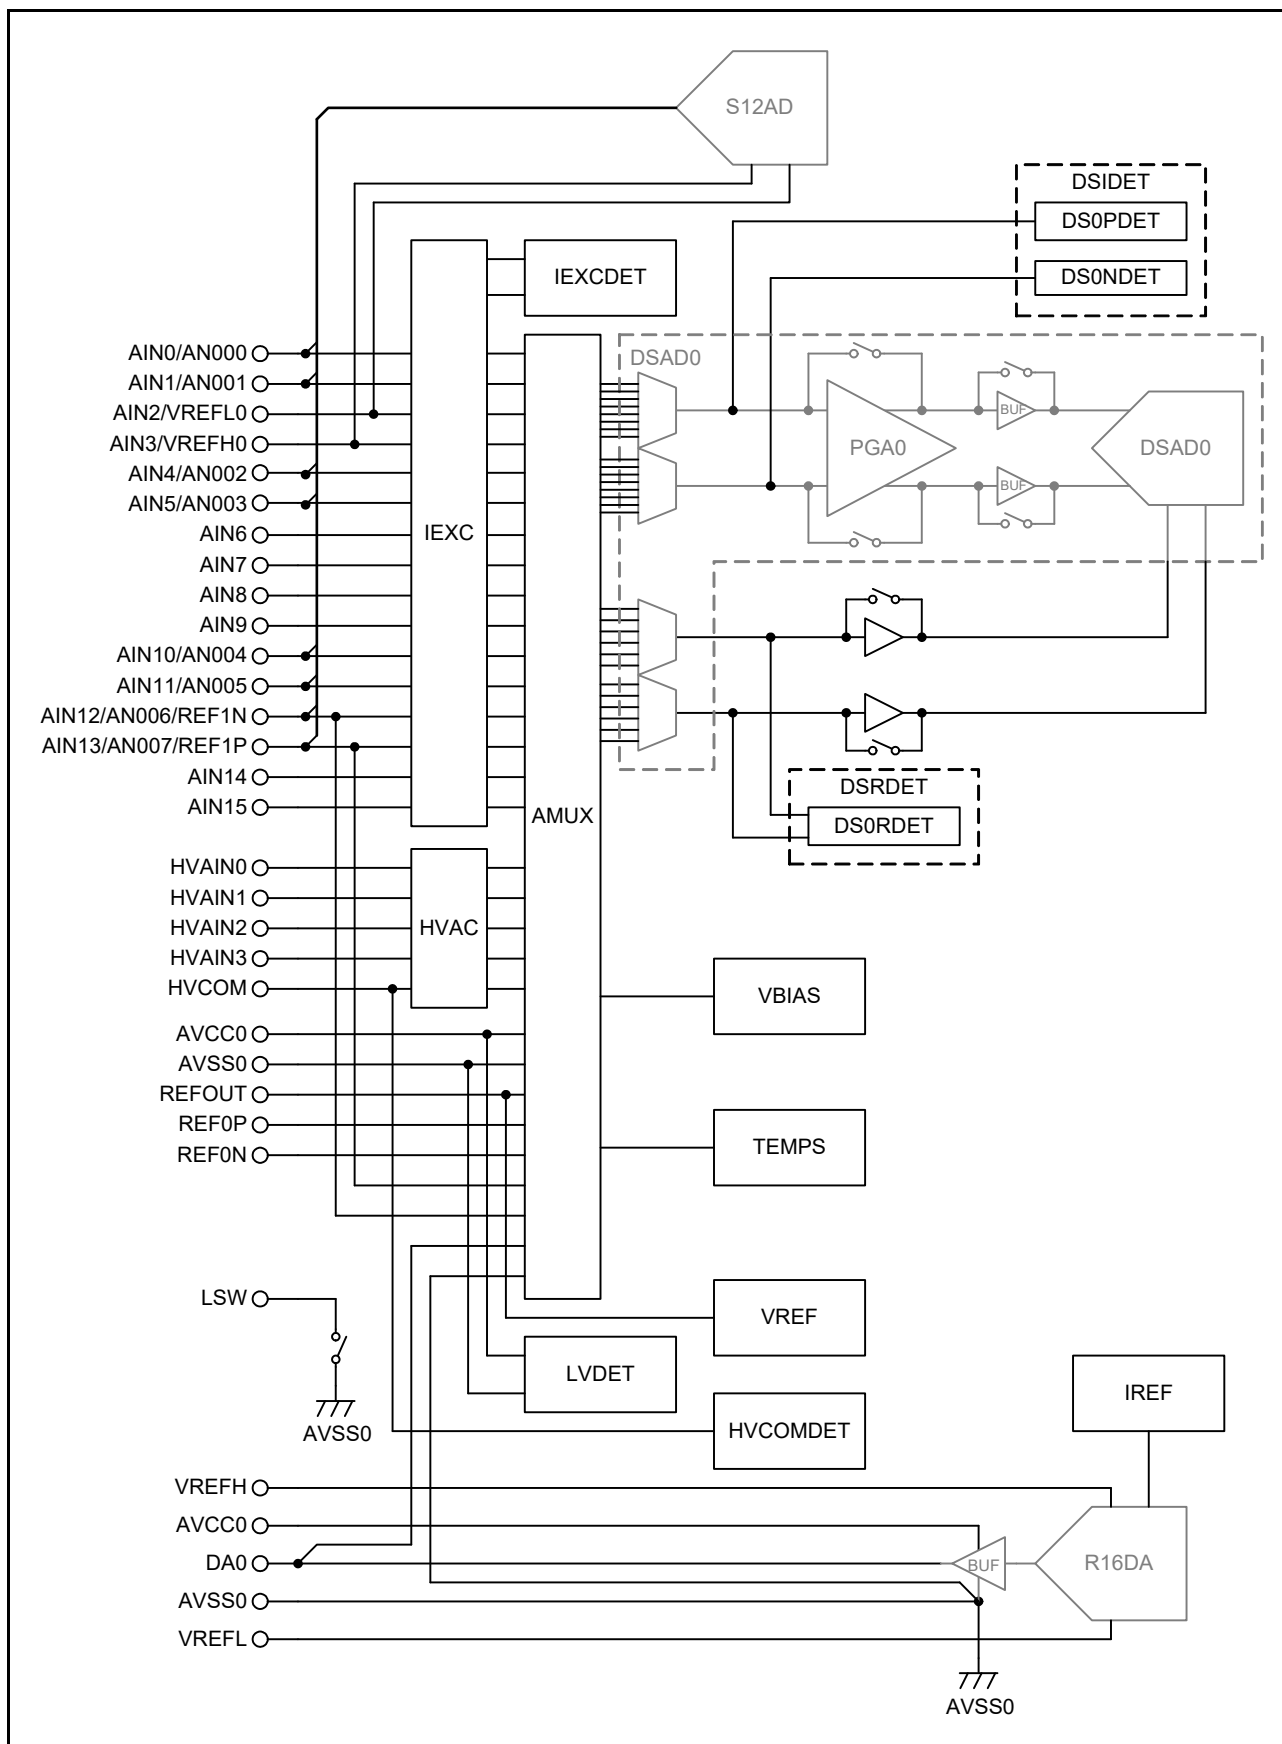 S12AD
DSIDET
DS0PDET
DS0NDET
IEXCDET
AIN0/AN000
AIN1/AN001
AIN2/VREFL0
AIN3/VREFH0
AIN4/AN002
AIN5/AN003
AIN6
AIN7
AIN8
AIN9
AIN10/AN004
AIN11/AN005
AIN12/AN006/REF1N
AIN13/AN007/REF1P
AIN14
AIN15
IEXC
DSAD0
PGA0
BUF
BUF
DSAD0
AMUX
DSRDET
DS0RDET
HVAIN0
HVAIN1
HVAIN2
HVAIN3
HVCOM
HVAC
AVCC0
AVSS0
REFOUT
REF0P
REF0N
VBIAS
TEMPS
LSW
AVSS0
VREF
LVDET
HVCOMDET
IREF
VREFH
AVCC0
DA0
AVSS0
VREFL
BUF
R16DA
AVSS0